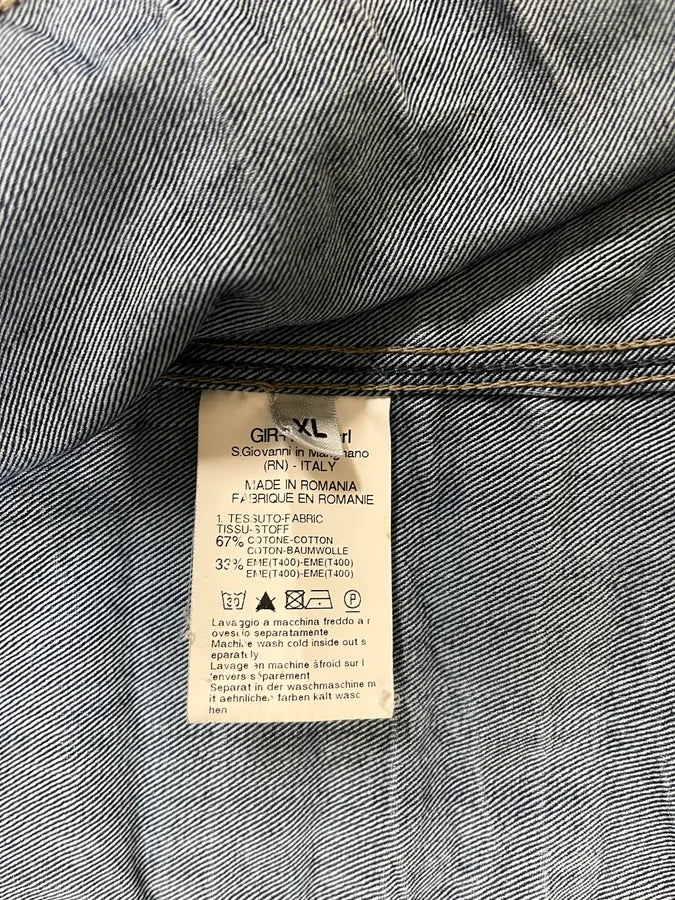 XL
S.Giovanni in
(RN) - ITALY
MADE IN ROMANIA
FABRIQUE EN ROMANIE
1. TESSUTO-FABRIC
TISSU-STOFF
67% COTONE-COTTON
COTON-BAUMWOLLE
33% EME(T400)-EME(T400)
EME(T400)-EME(T400)
30 P
Lavaggio a macchina freddo a r
ovescio separatamente
Machine wash cold inside out s
eparately
Lavage en machine àfroid sur l
'envers séparément
Separat in der waschmaschine m
it aehnlichen farben kalt wasc
hen